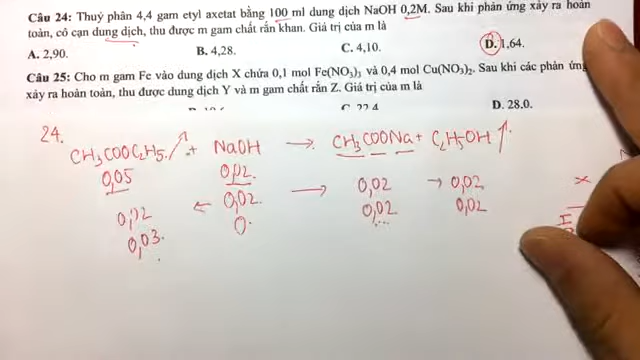 Câu 24: Thuỷ phân 4,4 gam etyl axetat bằng 100 ml dung dịch NaOH 0,2M. Sau khi phản ứng xảy ra hoàn
toàn, cô cạn dung dịch, thu được m gam chất rắn khan. Giá trị của m là
A. 2,90. B. 4,28. C. 4,10. D. 1,64.
Câu 25: Cho m gam Fe vào dung dịch X chứa 0,1 mol Fe(NO3)3 và 0,4 mol Cu(NO3)2. Sau khi các phản ứng
xảy ra hoàn toàn, thu được dung dịch Y và m gam chất rắn Z. Giá trị của m là
C. 22,4 D. 28,0.
24.
CH3COOC2H5 + NaOH → CH3COONa + C2H5OH
0,05 0,02
0,02 ← 0,02 → 0,02 → 0,02
0,03 0 0,02 0,02